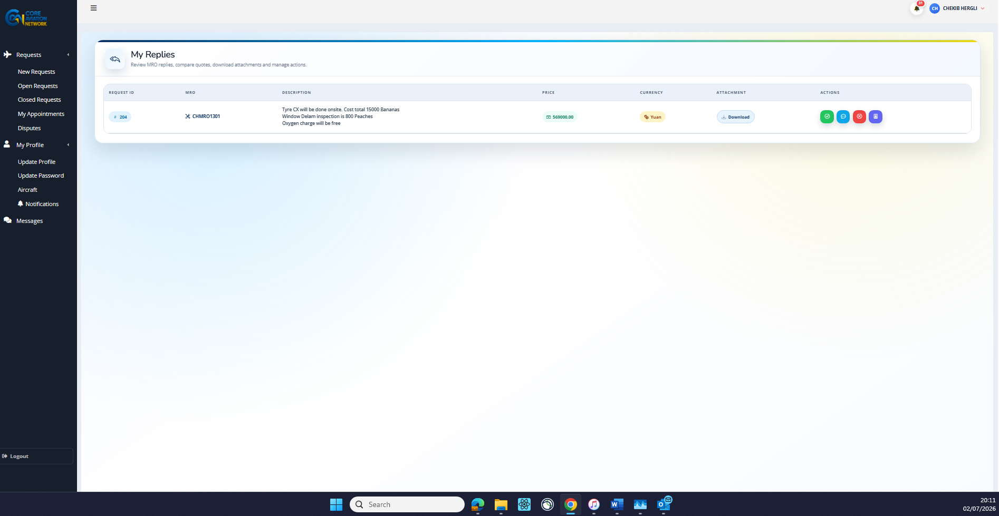 CORE
AVIATION
NETWORK
31
CH
CHEKIB HERGLI
Requests
New Requests
Open Requests
Closed Requests
My Appointments
Disputes
My Profile
Update Profile
Update Password
Aircraft
Notifications
Messages
Logout
My Replies
Review MRO replies, compare quotes, download attachments and manage actions.
REQUEST ID MRO DESCRIPTION PRICE CURRENCY ATTACHMENT ACTIONS
# 204 CHMRO1301
Tyre CX will be done onsite. Cost total 15000 Bananas
Window Delam inspection is 800 Peaches
Oxygen charge will be free
569000.00 Yuan Download
Search
20:11
02/07/2026